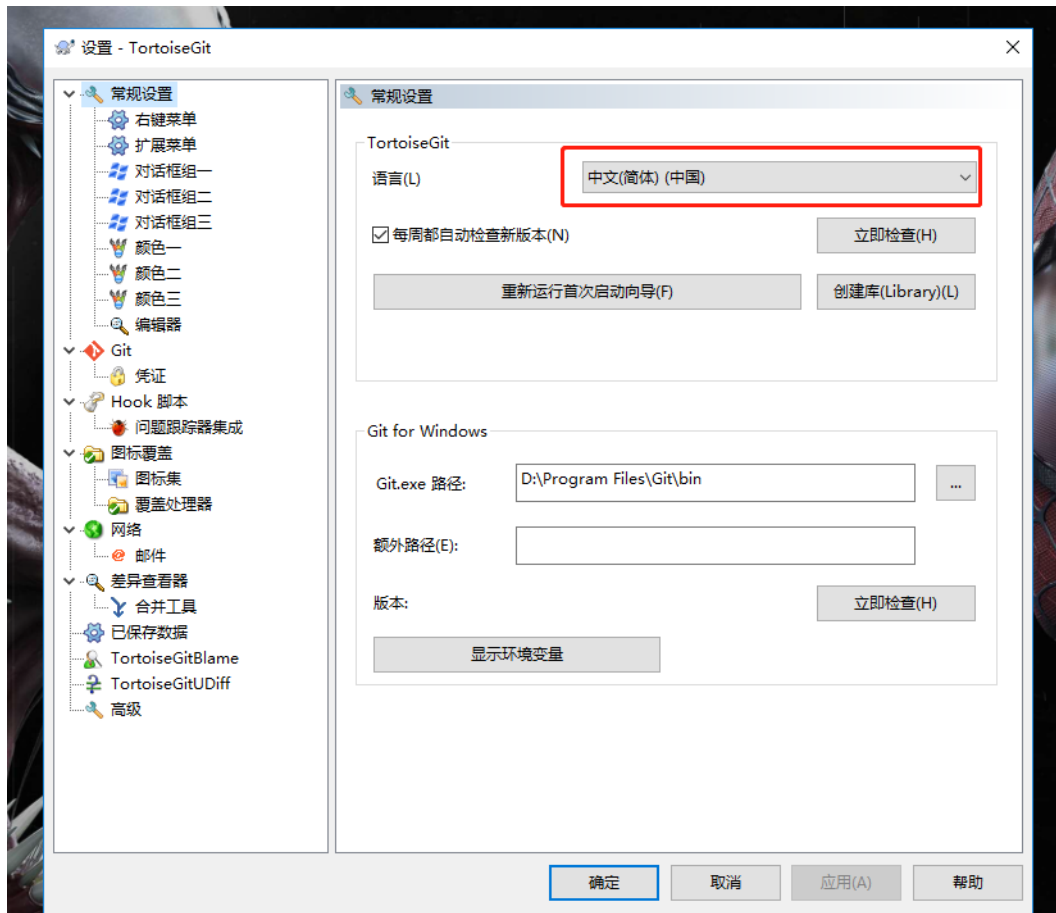 设置 - TortoiseGit
常规设置
右键菜单
扩展菜单
对话框组一
对话框组二
对话框组三
颜色一
颜色二
颜色三
编辑器
Git
凭证
Hook 脚本
问题跟踪器集成
图标覆盖
图标集
覆盖处理器
网络
邮件
差异查看器
合并工具
已保存数据
TortoiseGitBlame
TortoiseGitUDiff
高级
常规设置
TortoiseGit
语言(L)
中文(简体) (中国)
每周都自动检查新版本(N)
立即检查(H)
重新运行首次启动向导(F)
创建库(Library)(L)
Git for Windows
Git.exe 路径:
D:\Program Files\Git\bin
...
额外路径(E):
版本:
立即检查(H)
显示环境变量
确定
取消
应用(A)
帮助